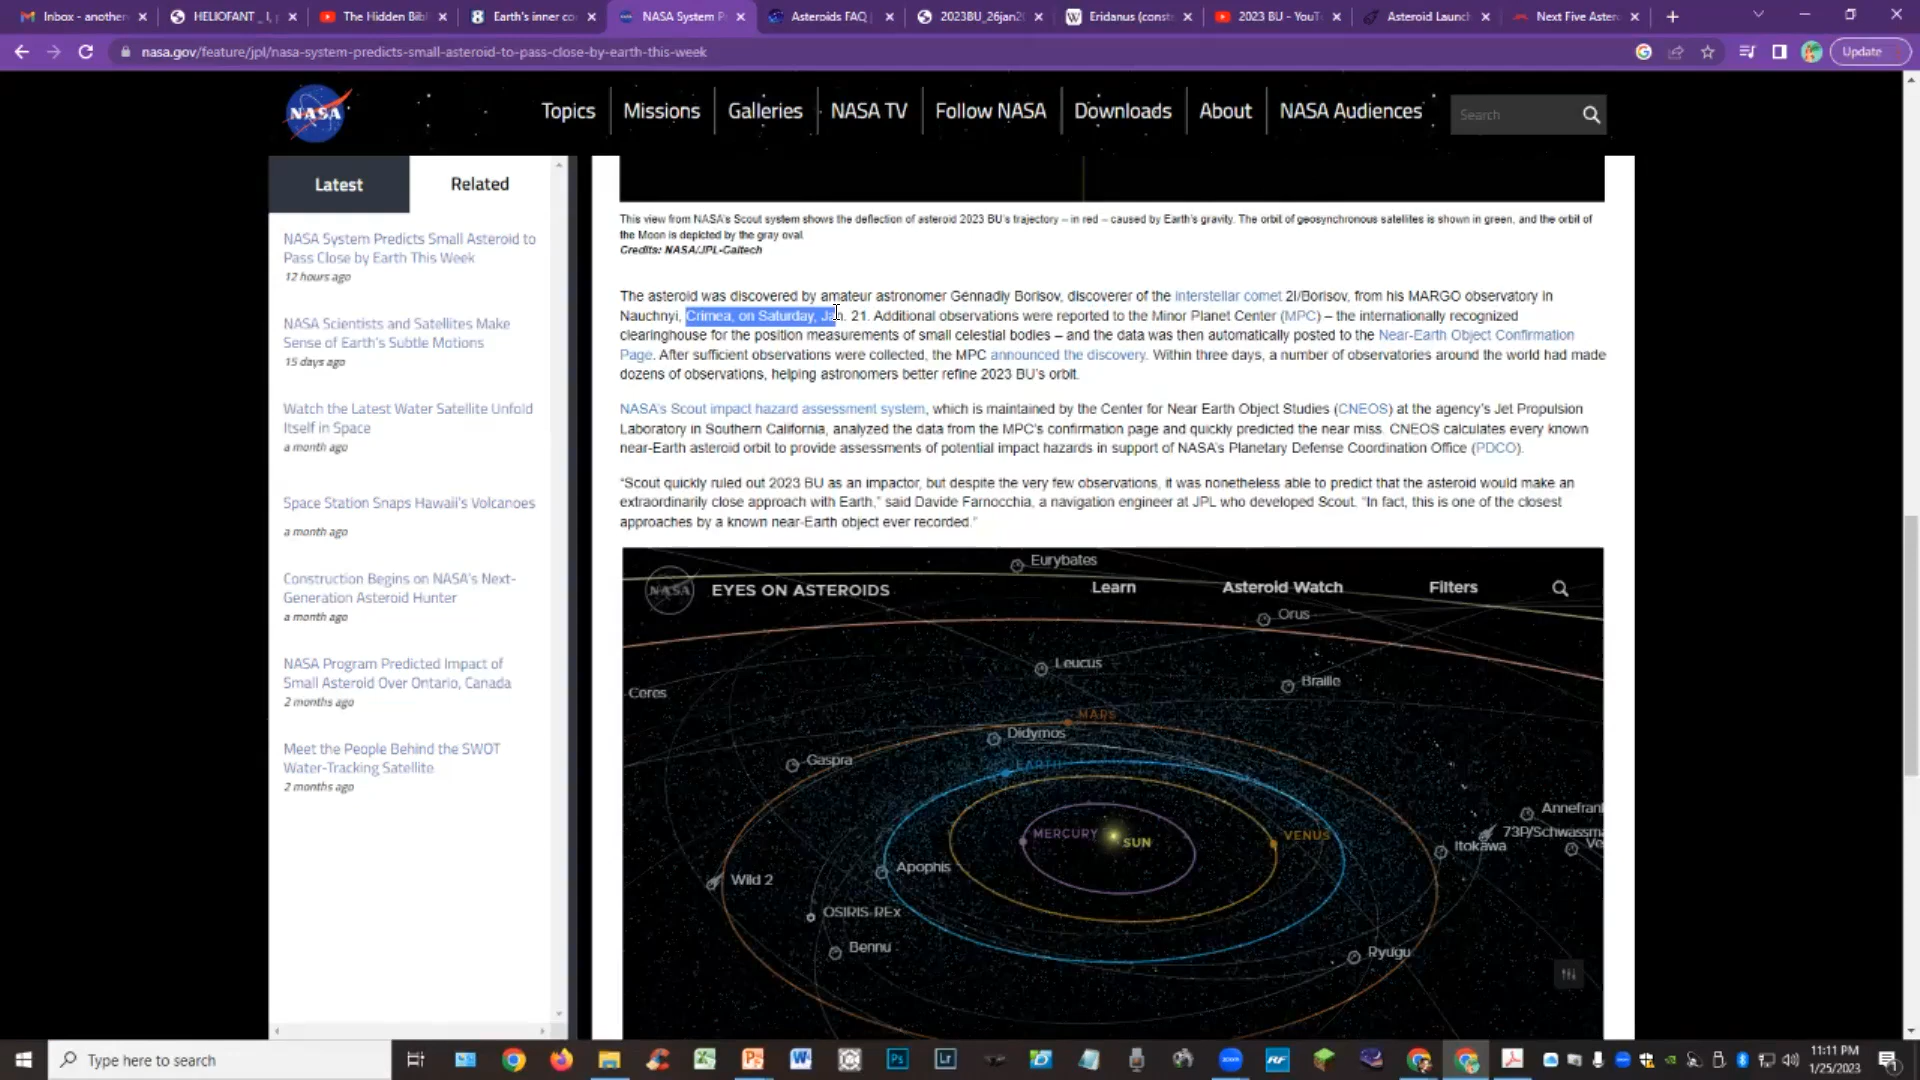 Inbox - another
HELIOFANT _ I,
The Hidden Bib
Earth's inner co
NASA System P
Asteroids FAQ
2023BU_26jan20
Eridanus (const
2023 BU - YouTu
Asteroid Launch
Next Five Aster
nasa.gov/feature/jpl/nasa-system-predicts-small-asteroid-to-pass-close-by-earth-this-week
Update
NASA
Topics
Missions
Galleries
NASA TV
Follow NASA
Downloads
About
NASA Audiences
Search
Latest
Related
NASA System Predicts Small Asteroid to
Pass Close by Earth This Week
12 hours ago
NASA Scientists and Satellites Make
Sense of Earth's Subtle Motions
15 days ago
Watch the Latest Water Satellite Unfold
Itself in Space
a month ago
Space Station Snaps Hawaii's Volcanoes
a month ago
Construction Begins on NASA's Next-
Generation Asteroid Hunter
a month ago
NASA Program Predicted Impact of
Small Asteroid Over Ontario, Canada
2 months ago
Meet the People Behind the SWOT
Water-Tracking Satellite
2 months ago
This view from NASA's Scout system shows the deflection of asteroid 2023 BU's trajectory – in red – caused by Earth's gravity. The orbit of geosynchronous satellites is shown in green, and the orbit of
the Moon is depicted by the gray oval.
Credits: NASA/JPL-Caltech
The asteroid was discovered by amateur astronomer Gennadiy Borisov, discoverer of the interstellar comet 2I/Borisov, from his MARGO observatory in
Nauchnyi, Crimea, on Saturday, Jan. 21. Additional observations were reported to the Minor Planet Center (MPC) – the internationally recognized
clearinghouse for the position measurements of small celestial bodies – and the data was then automatically posted to the Near-Earth Object Confirmation
Page. After sufficient observations were collected, the MPC announced the discovery. Within three days, a number of observatories around the world had made
dozens of observations, helping astronomers better refine 2023 BU's orbit.
NASA's Scout impact hazard assessment system, which is maintained by the Center for Near Earth Object Studies (CNEOS) at the agency's Jet Propulsion
Laboratory in Southern California, analyzed the data from the MPC's confirmation page and quickly predicted the near miss. CNEOS calculates every known
near-Earth asteroid orbit to provide assessments of potential impact hazards in support of NASA's Planetary Defense Coordination Office (PDCO).
"Scout quickly ruled out 2023 BU as an impactor, but despite the very few observations, it was nonetheless able to predict that the asteroid would make an
extraordinarily close approach with Earth," said Davide Farnocchia, a navigation engineer at JPL who developed Scout. "In fact, this is one of the closest
approaches by a known near-Earth object ever recorded."
NASA
EYES ON ASTEROIDS
Learn
Asteroid Watch
Filters
Eurybates
Orus
Leucus
Braille
Ceres
MARS
Didymos
Gaspra
EARTH
Annefran
73P/Schwassma
MERCURY
SUN
VENUS
Itokawa
Ve
Apophis
Wild 2
OSIRIS-REx
Bennu
Ryugu
Type here to search
Ps
Lr
zoom
RF
11:11 PM
1/25/2023